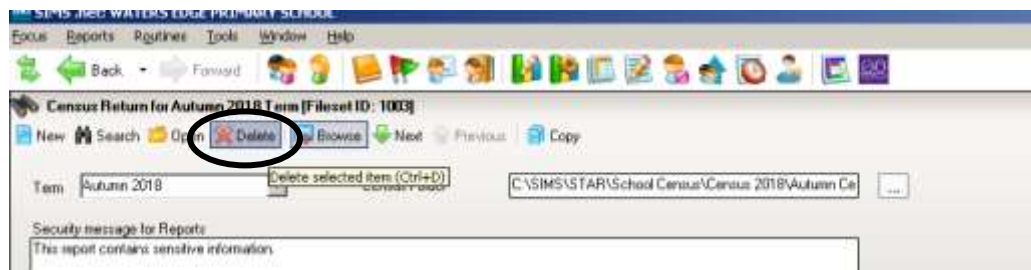 SIMS .net: WATERS EDGE PRIMARY SCHOOL
Focus Reports Routines Tools Window Help
Back Forward
Census Return for Autumn 2018 Term [Fileset ID: 1003]
New Search Open Delete Browse Next Previous Copy
Delete selected item (Ctrl+D)
Term Autumn 2018 Census Folder C:\SIMS\STAR\School Census\Census 2018\Autumn Ce ...
Security message for Reports
This report contains sensitive information.